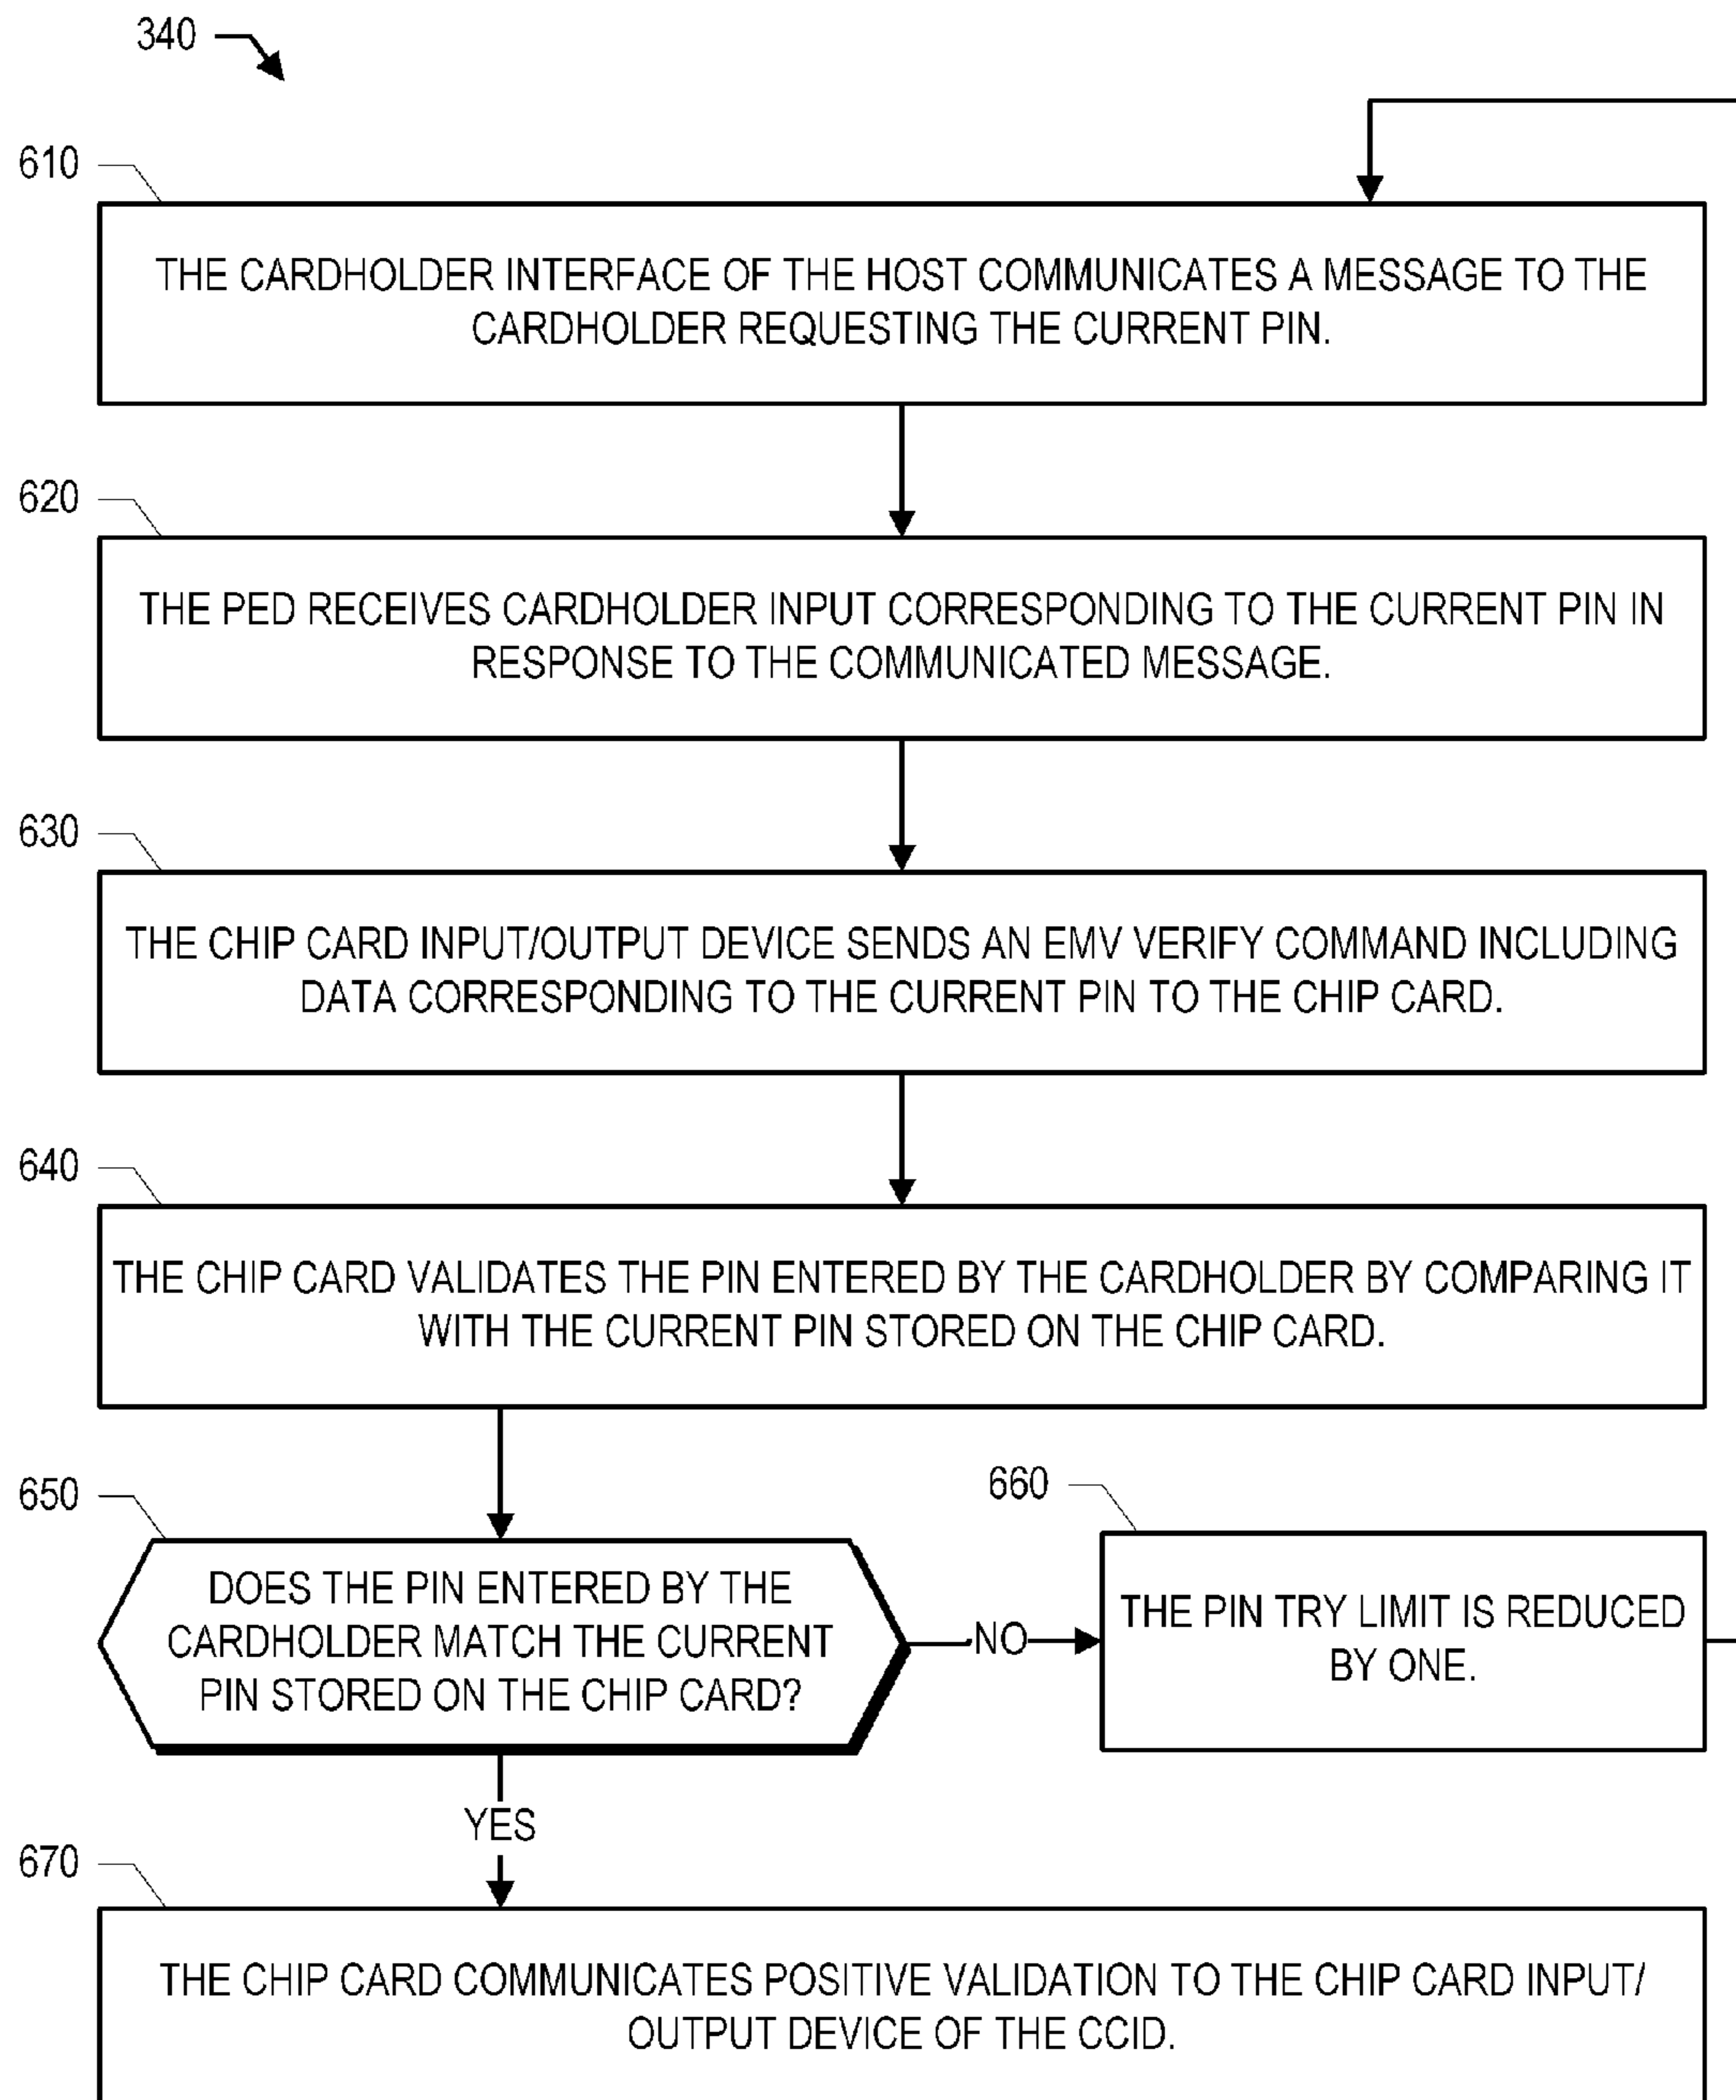 340
610
THE CARDHOLDER INTERFACE OF THE HOST COMMUNICATES A MESSAGE TO THE
CARDHOLDER REQUESTING THE CURRENT PIN.
620
THE PED RECEIVES CARDHOLDER INPUT CORRESPONDING TO THE CURRENT PIN IN
RESPONSE TO THE COMMUNICATED MESSAGE.
630
THE CHIP CARD INPUT/OUTPUT DEVICE SENDS AN EMV VERIFY COMMAND INCLUDING
DATA CORRESPONDING TO THE CURRENT PIN TO THE CHIP CARD.
640
THE CHIP CARD VALIDATES THE PIN ENTERED BY THE CARDHOLDER BY COMPARING IT
WITH THE CURRENT PIN STORED ON THE CHIP CARD.
650
DOES THE PIN ENTERED BY THE
CARDHOLDER MATCH THE CURRENT
PIN STORED ON THE CHIP CARD?
NO
660
THE PIN TRY LIMIT IS REDUCED
BY ONE.
YES
670
THE CHIP CARD COMMUNICATES POSITIVE VALIDATION TO THE CHIP CARD INPUT/
OUTPUT DEVICE OF THE CCID.